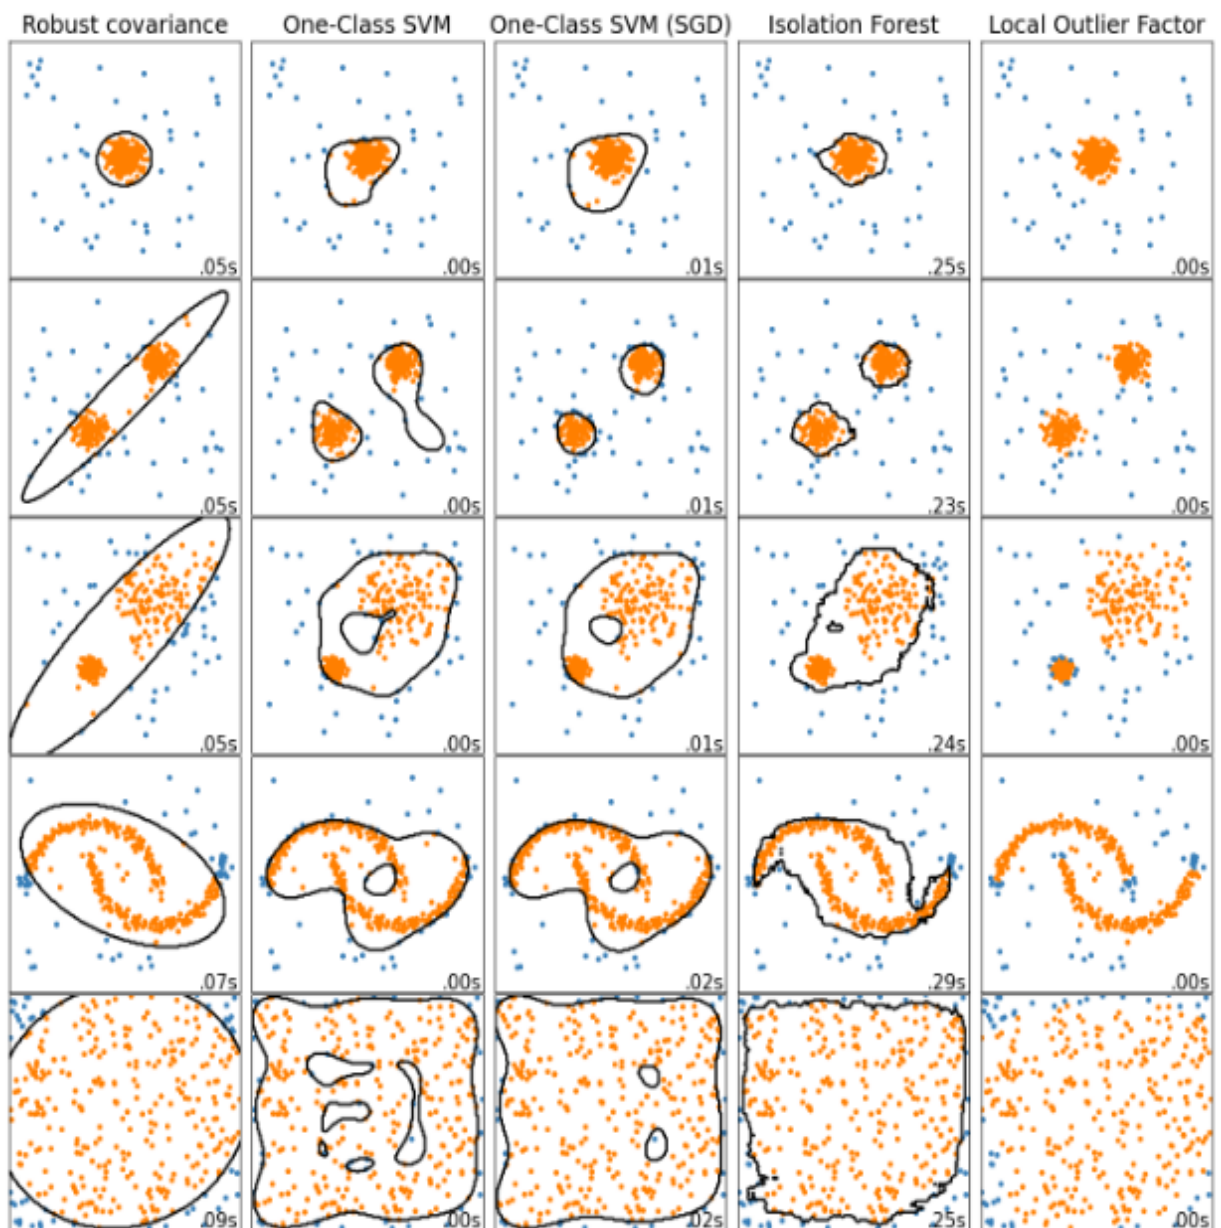 Robust covariance One-Class SVM One-Class SVM (SGD) Isolation Forest Local Outlier Factor
.05s .00s .01s .25s .00s
.05s .00s .01s .23s .00s
.05s .00s .01s .24s .00s
.07s .00s .02s .29s .00s
.09s .00s .02s .25s .00s